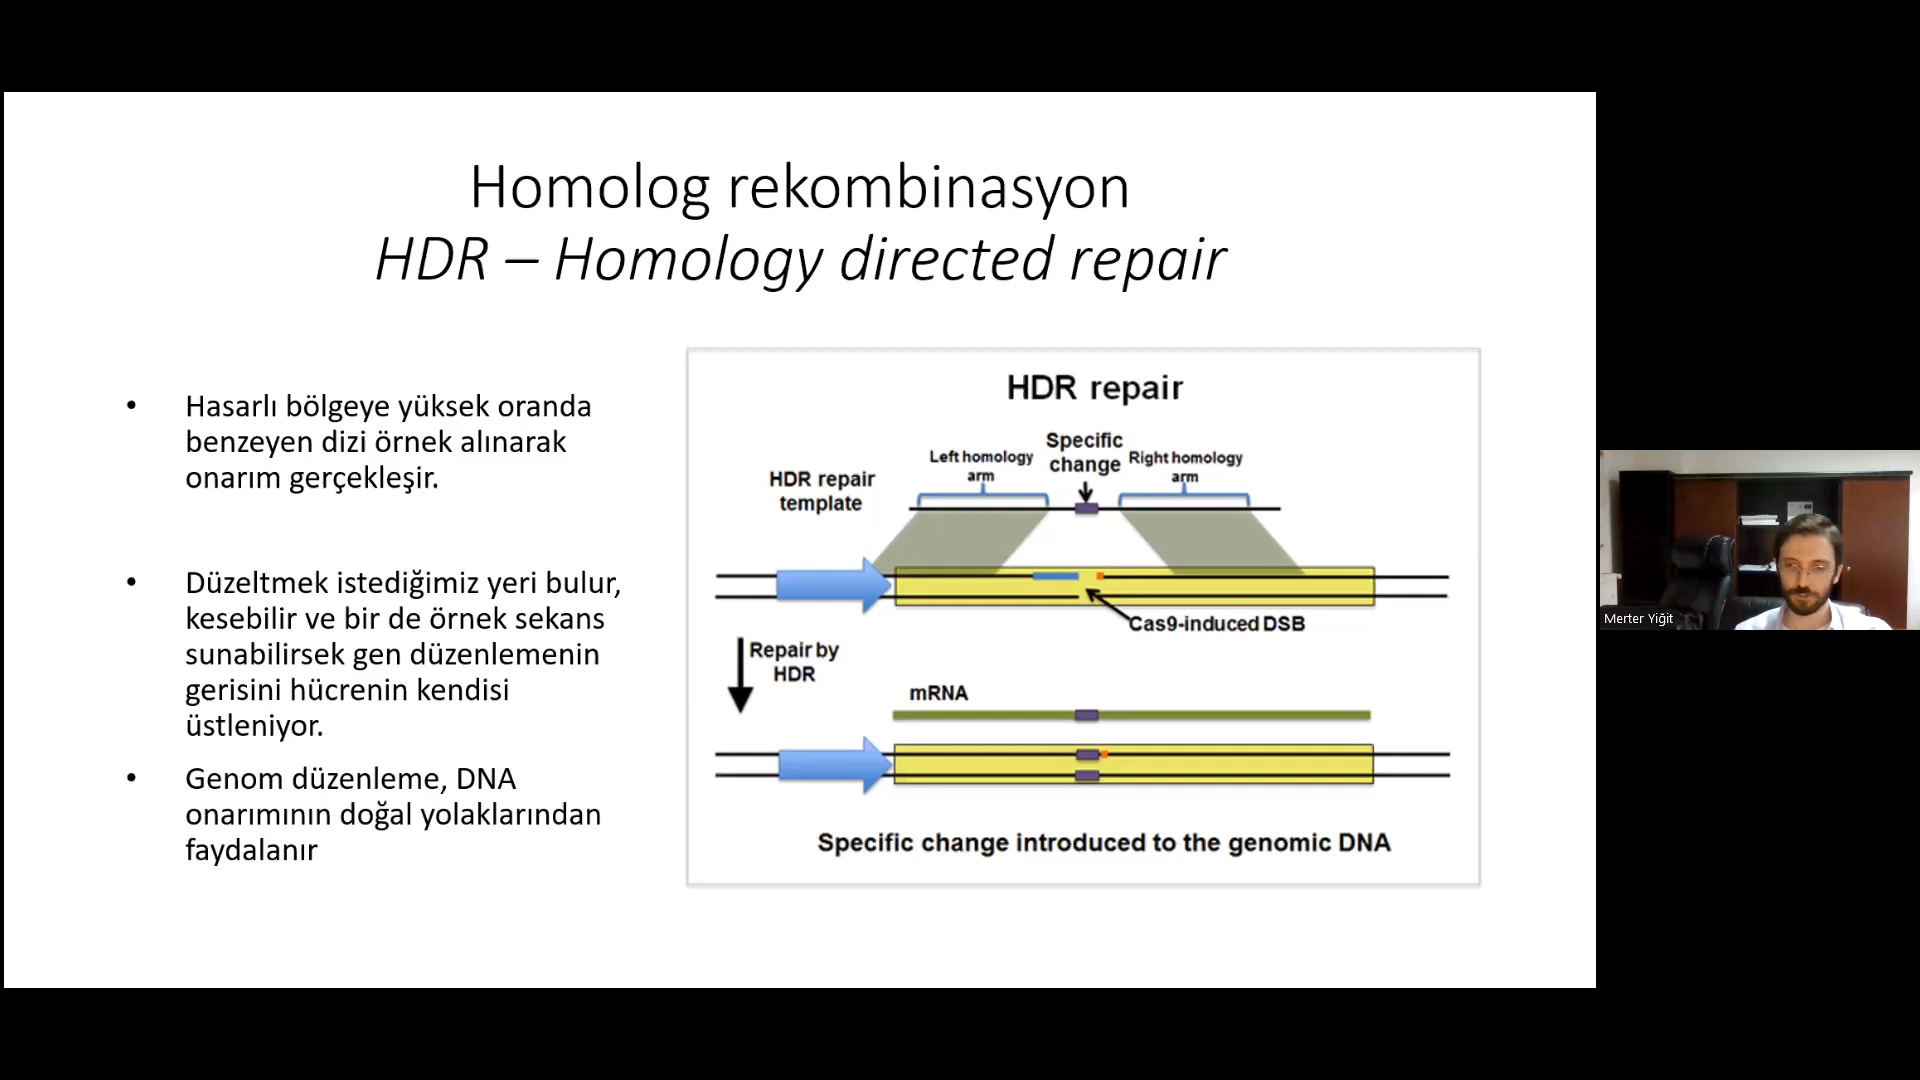 Homolog rekombinasyon
HDR – Homology directed repair
• Hasarlı bölgeye yüksek oranda
benzeyen dizi örnek alınarak
onarım gerçekleşir.
• Düzeltmek istediğimiz yeri bulur,
kesebilir ve bir de örnek sekans
sunabilirsek gen düzenlemenin
gerisini hücrenin kendisi
üstleniyor.
• Genom düzenleme, DNA
onarımının doğal yolaklarından
faydalanır
HDR repair
HDR repair
template
Left homology
arm
Specific
change
Right homology
arm
Cas9-induced DSB
Repair by
HDR
mRNA
Specific change introduced to the genomic DNA
Merter Yiğit